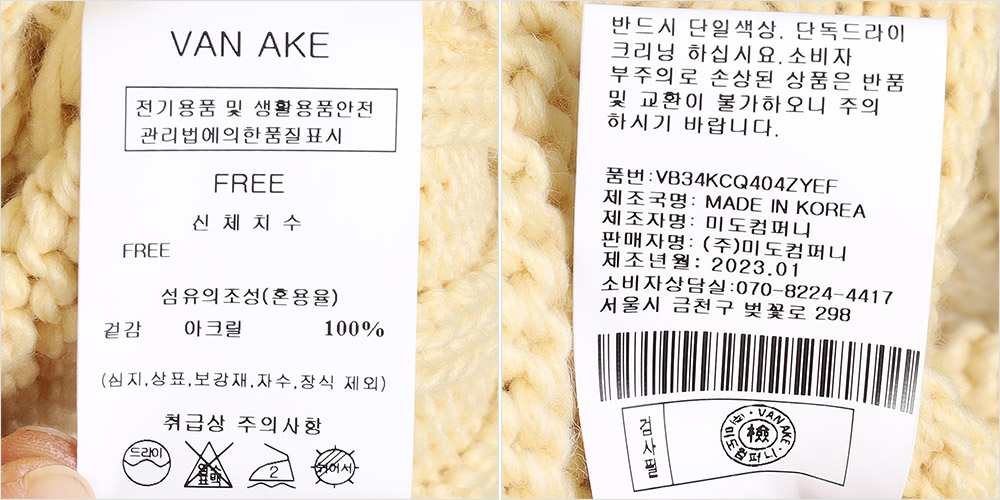 VAN AKE
전기용품 및 생활용품안전
관리법에의한품질표시
FREE
신 체 치 수
FREE
섬유의조성(혼용율)
겉감 아크릴 100%
(심지,상표,보강재,자수,장식 제외)
취급상 주의사항
드라이
염소
표백
2
반드시 단일색상, 단독드라이
크리닝 하십시요.소비자
부주의로 손상된 상품은 반품
및 교환이 불가하오니 주의
하시기 바랍니다.
품번:VB34KCQ404ZYEF
제조국명: MADE IN KOREA
제조자명: 미도컴퍼니
판매자명: (주)미도컴퍼니
제조년월: 2023.01
소비자상담실:070-8224-4417
서울시 금천구 벚꽃로 298
검사필
VAN AKE
檢
㈜미도컴퍼니